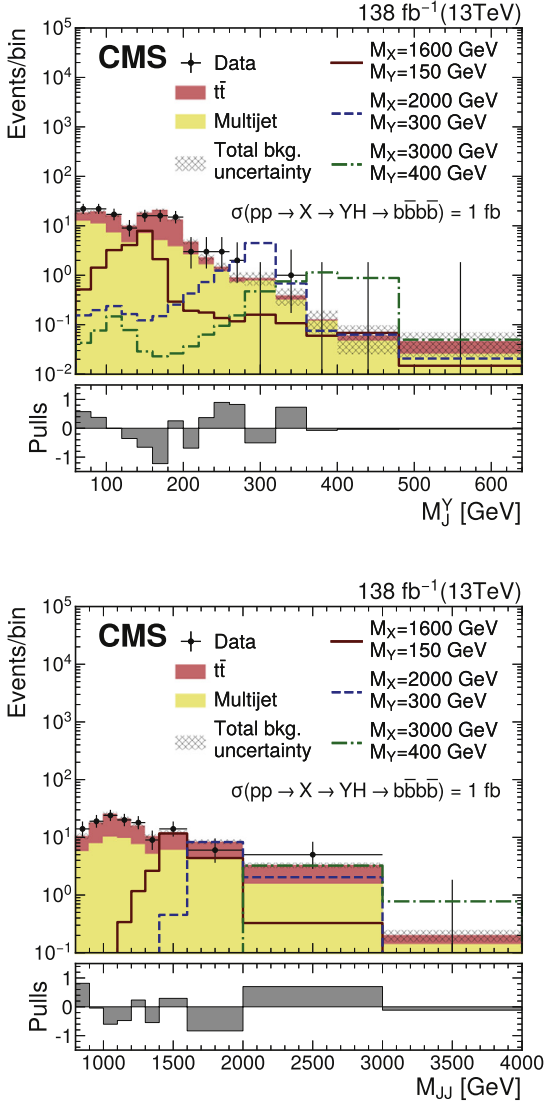 138 fb⁻¹ (13TeV)
Events/bin
10⁵
10⁴
10³
10²
10¹
10⁰
10⁻¹
10⁻²
CMS
Data
tt̄
Multijet
Total bkg.
uncertainty
M_X=1600 GeV
M_Y=150 GeV
M_X=2000 GeV
M_Y=300 GeV
M_X=3000 GeV
M_Y=400 GeV
σ(pp → X → YH → bb̄bb̄) = 1 fb
Pulls
1
0
-1
100 200 300 400 500 600
M_J^Y [GeV]
138 fb⁻¹ (13TeV)
Events/bin
10⁵
10⁴
10³
10²
10¹
10⁰
10⁻¹
CMS
Data
tt̄
Multijet
Total bkg.
uncertainty
M_X=1600 GeV
M_Y=150 GeV
M_X=2000 GeV
M_Y=300 GeV
M_X=3000 GeV
M_Y=400 GeV
σ(pp → X → YH → bb̄bb̄) = 1 fb
Pulls
1
0
-1
1000 1500 2000 2500 3000 3500 4000
M_JJ [GeV]